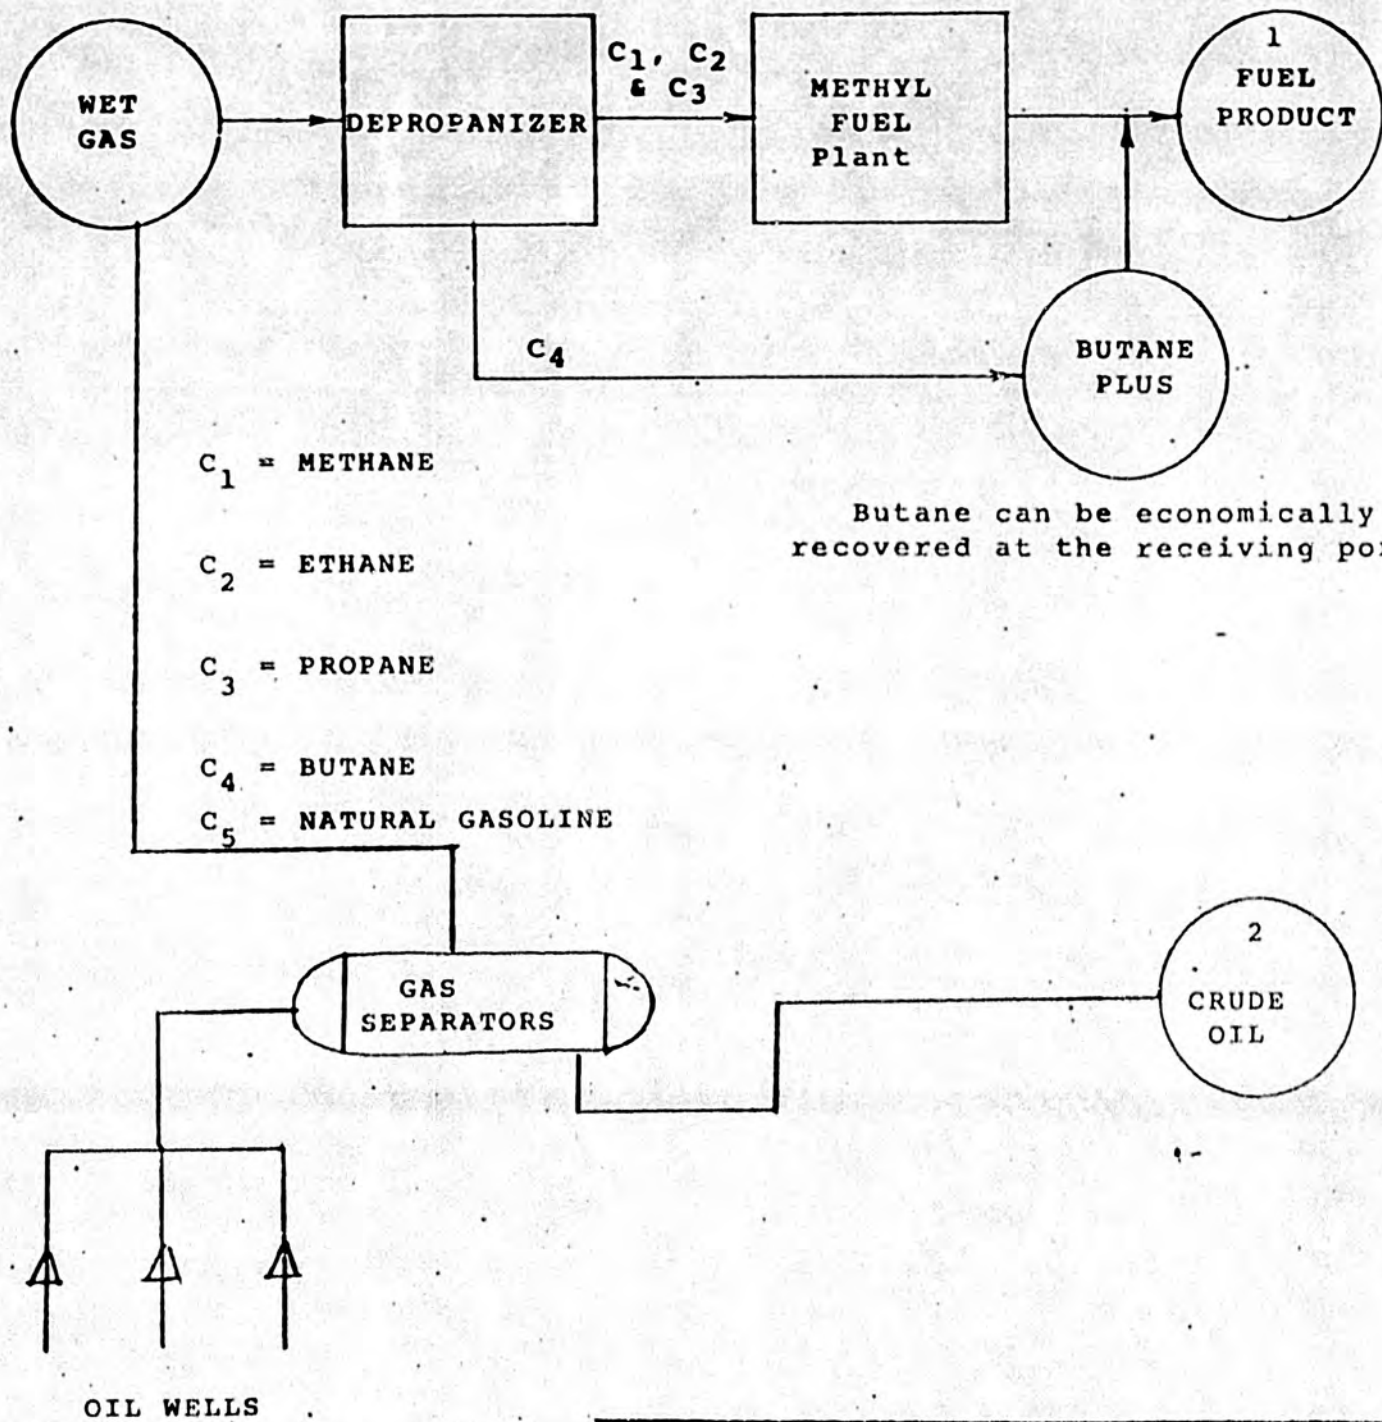 WET
GAS
DEPROPANIZER
C1, C2
& C3
METHYL
FUEL
Plant
1
FUEL
PRODUCT
C4
BUTANE
PLUS
C1 = METHANE
Butane can be economically
recovered at the receiving
C2 = ETHANE
C3 = PROPANE
C4 = BUTANE
C5 = NATURAL GASOLINE
GAS
SEPARATORS
2
CRUDE
OIL
OIL WELLS